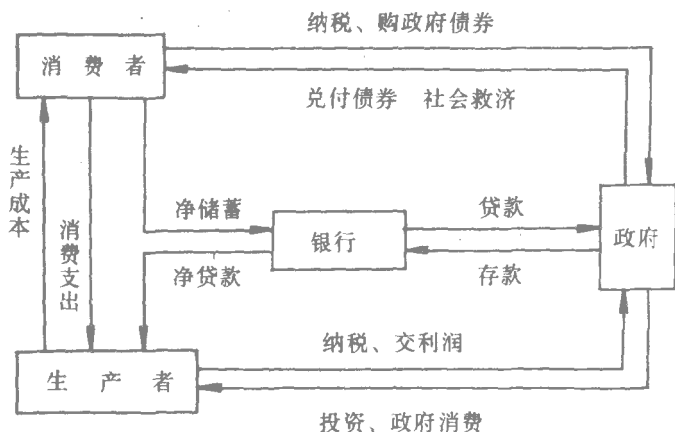 纳税、购政府债券
消费者
兑付债券 社会救济
生产成本
消费支出
净储蓄
银行
贷款
政府
净贷款
存款
纳税、交利润
生产者
投资、政府消费